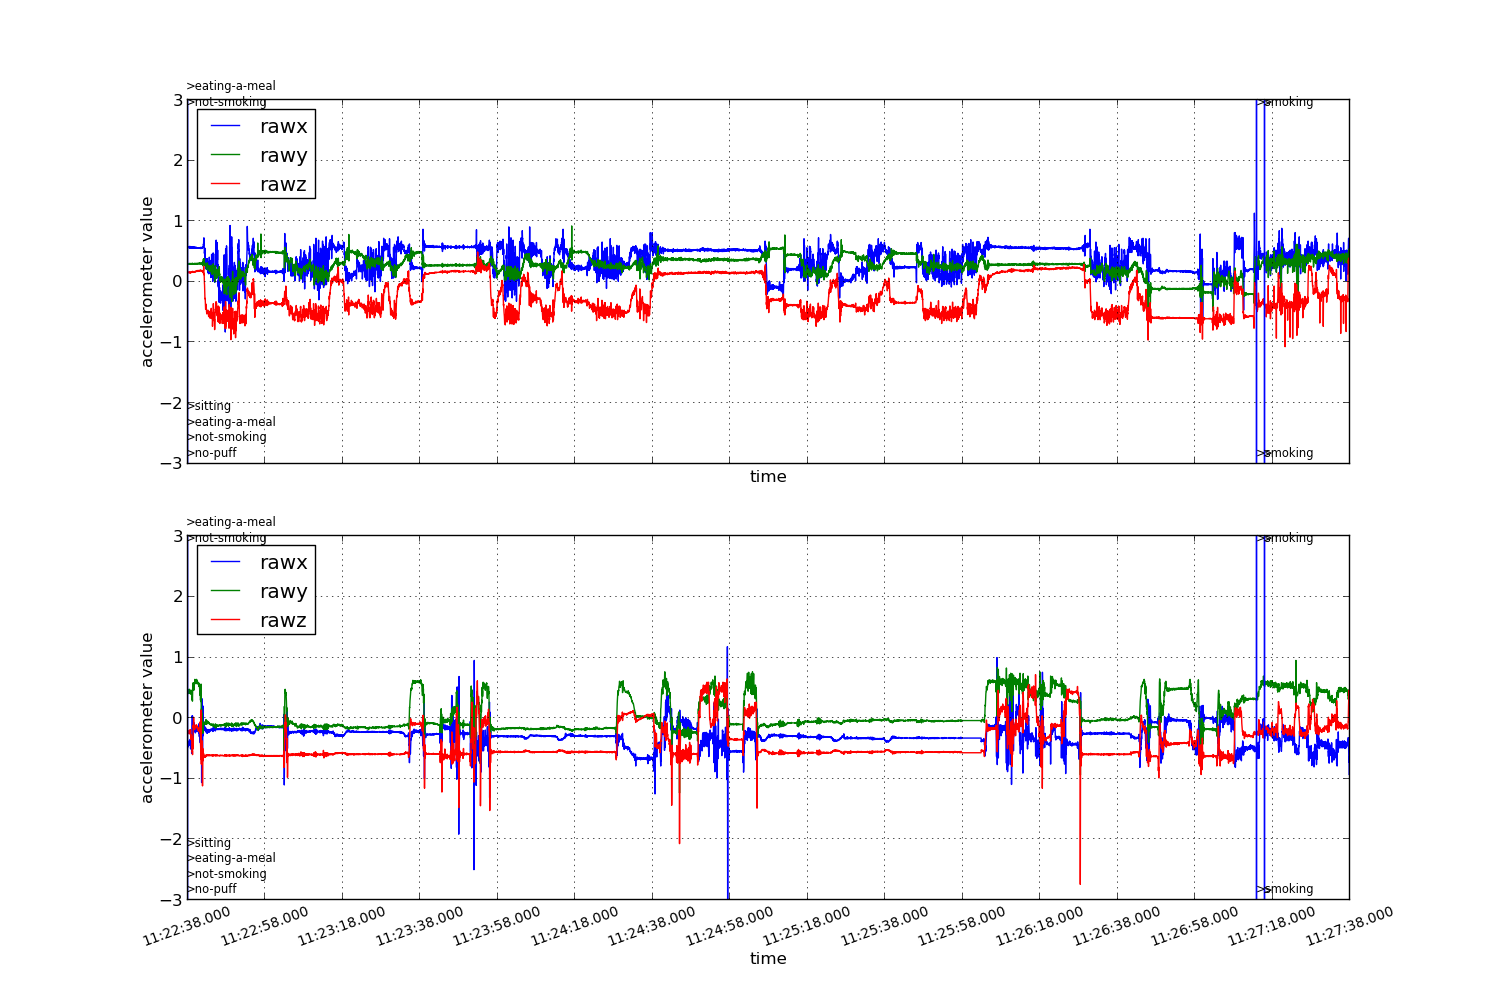 >eating-a-meal
>not-smoking
>smoking
3
rawx
rawy
rawz
2
1
0
−1
−2
−3
accelerometer value
>sitting
>eating-a-meal
>not-smoking
>no-puff
>smoking
time
>eating-a-meal
>not-smoking
>smoking
3
rawx
rawy
rawz
2
1
0
−1
−2
−3
accelerometer value
>sitting
>eating-a-meal
>not-smoking
>no-puff
>smoking
11:22:38.000
11:22:58.000
11:23:18.000
11:23:38.000
11:23:58.000
11:24:18.000
11:24:38.000
11:24:58.000
11:25:18.000
11:25:38.000
11:25:58.000
11:26:18.000
11:26:38.000
11:26:58.000
11:27:18.000
11:27:38.000
time